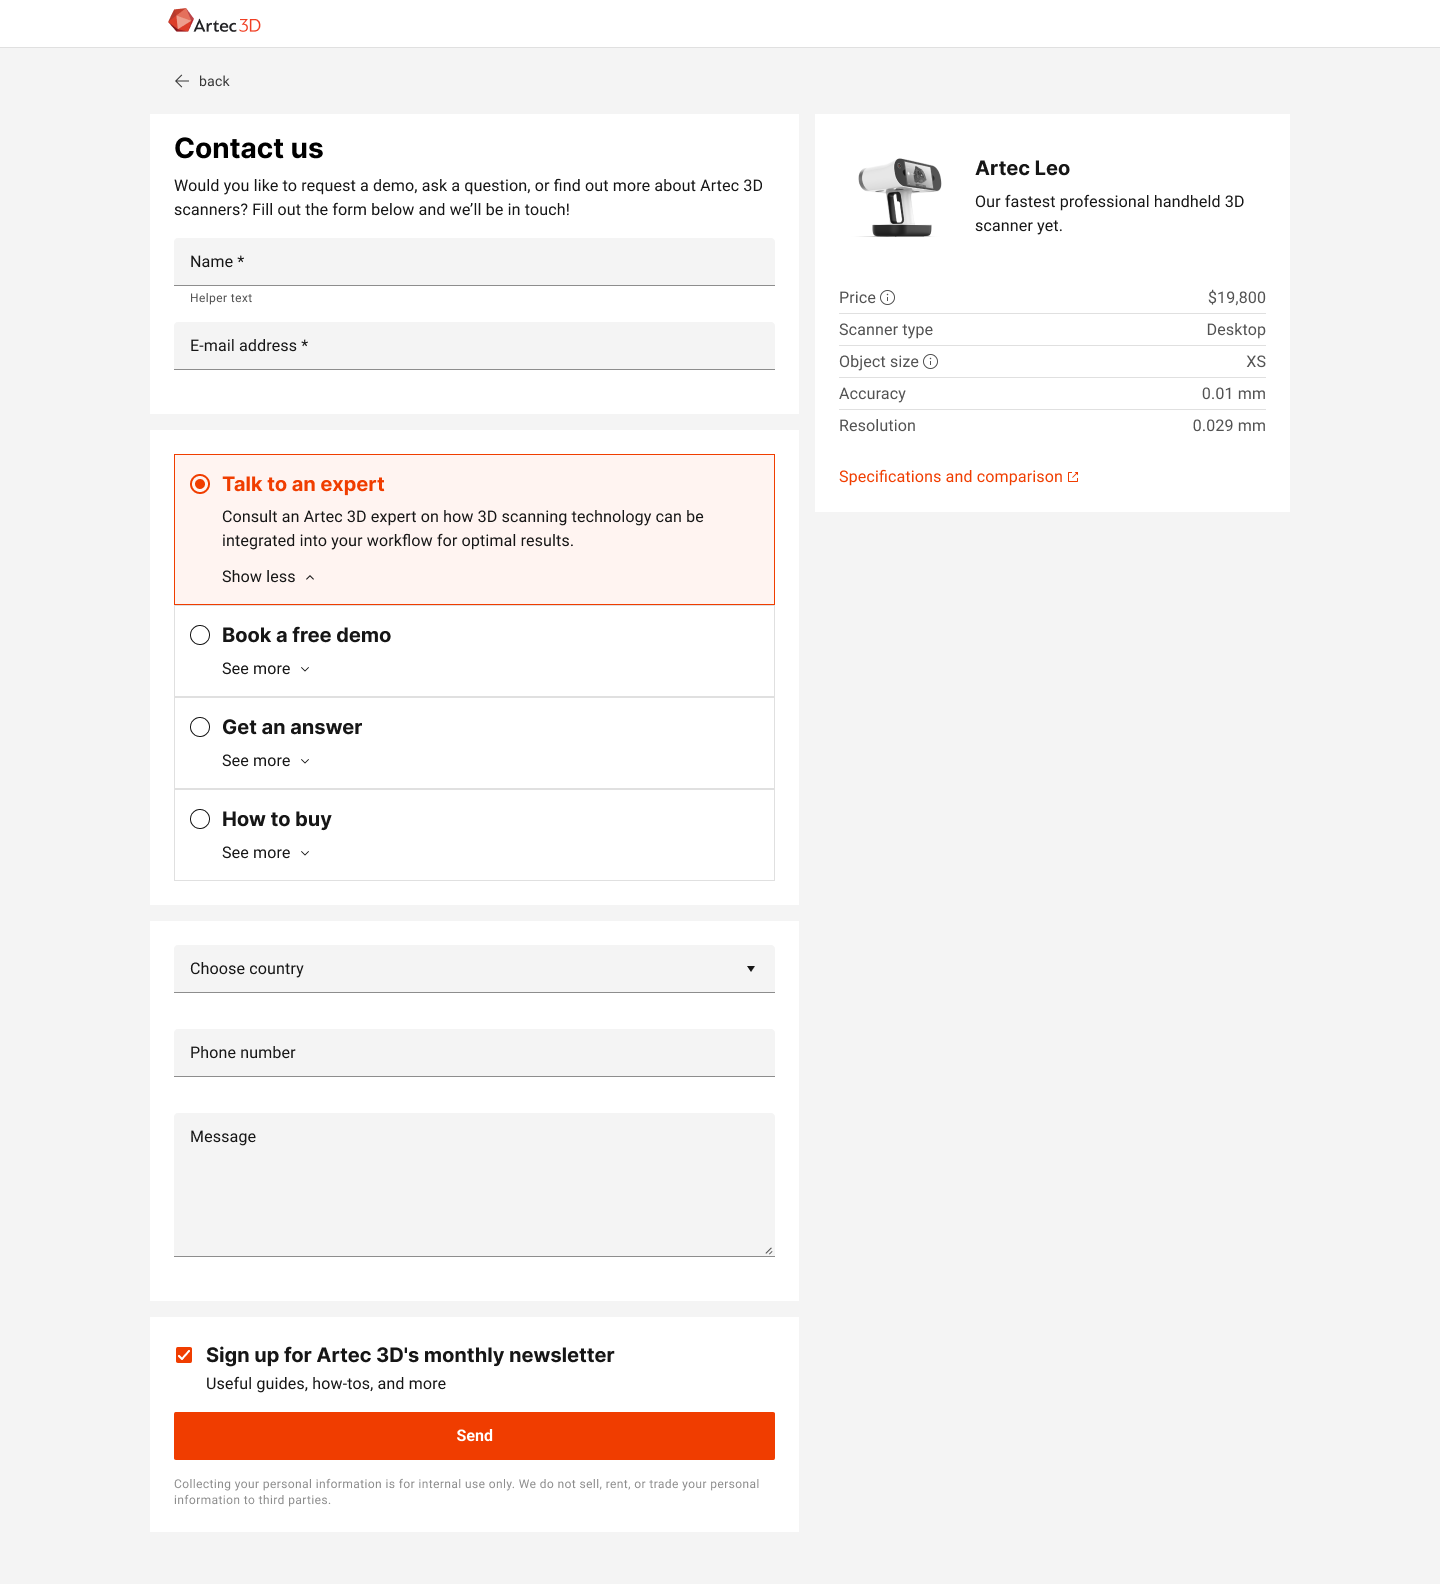 Artec 3D
back
Contact us
Would you like to request a demo, ask a question, or find out more about Artec 3D
scanners? Fill out the form below and we’ll be in touch!
Name *
Helper text
E-mail address *
Talk to an expert
Consult an Artec 3D expert on how 3D scanning technology can be
integrated into your workflow for optimal results.
Show less
Book a free demo
See more
Get an answer
See more
How to buy
See more
Choose country
Phone number
Message
Sign up for Artec 3D's monthly newsletter
Useful guides, how-tos, and more
Send
Collecting your personal information is for internal use only. We do not sell, rent, or trade your personal
information to third parties.
Artec Leo
Our fastest professional handheld 3D
scanner yet.
Price $19,800
Scanner type Desktop
Object size XS
Accuracy 0.01 mm
Resolution 0.029 mm
Specifications and comparison